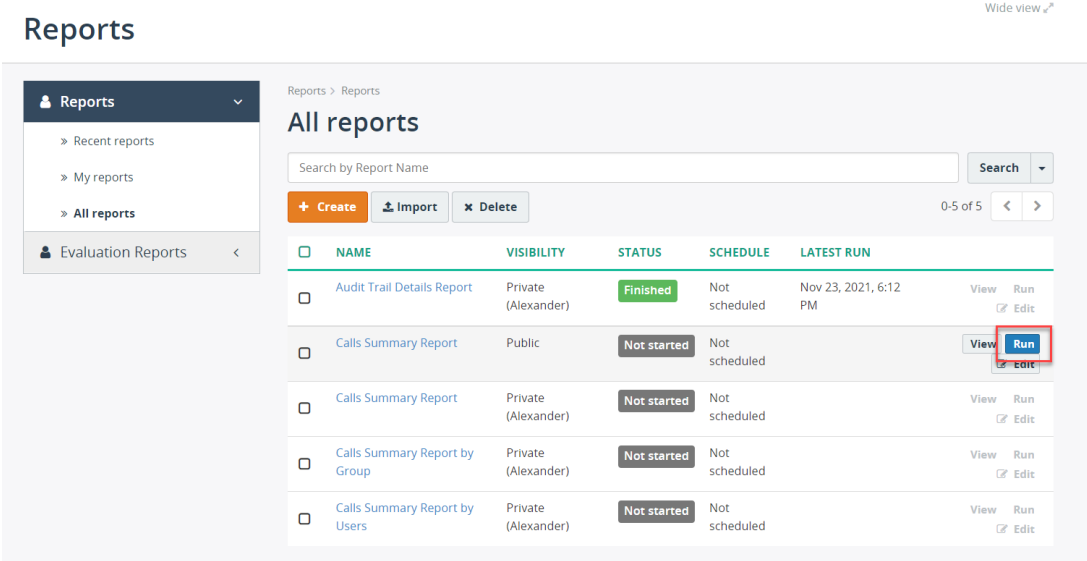 Wide view
Reports
Reports
Recent reports
My reports
All reports
Evaluation Reports
Reports > Reports
All reports
Search by Report Name
Search
Create
Import
Delete
0-5 of 5
NAME VISIBILITY STATUS SCHEDULE LATEST RUN
Audit Trail Details Report Private Finished Not Nov 23, 2021, 6:12 View Run
(Alexander) scheduled PM Edit
Calls Summary Report Public Not started Not View Run
scheduled Edit
Calls Summary Report Private Not started Not View Run
(Alexander) scheduled Edit
Calls Summary Report by Private Not started Not View Run
Group (Alexander) scheduled Edit
Calls Summary Report by Private Not started Not View Run
Users (Alexander) scheduled Edit